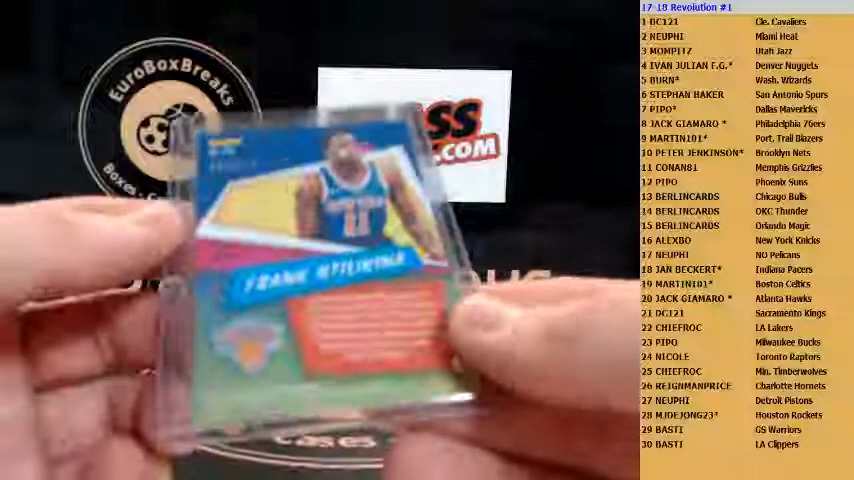 17-18 Revolution #1
1 DC121 Cle. Cavaliers
2 NEUPHI Miami Heat
3 MOMPITZ Utah Jazz
4 IVAN JULIAN F.G.* Denver Nuggets
5 BURN* Wash. Wizards
6 STEPHAN HAKER San Antonio Spurs
7 PIPO* Dallas Mavericks
8 JACK GIAMARO * Philadelphia 76ers
9 MARTIN101* Port. Trail Blazers
10 PETER JENKINSON* Brooklyn Nets
11 CONAN81 Memphis Grizzlies
12 PIPO Phoenix Suns
13 BERLINCARDS Chicago Bulls
14 BERLINCARDS OKC Thunder
15 BERLINCARDS Orlando Magic
16 ALEXBO New York Knicks
17 NEUPHI NO Pelicans
18 JAN BECKERT* Indiana Pacers
19 MARTIN101* Boston Celtics
20 JACK GIAMARO * Atlanta Hawks
21 DC121 Sacramento Kings
22 CHIEFROC LA Lakers
23 PIPO Milwaukee Bucks
24 NICOLE Toronto Raptors
25 CHIEFROC Min. Timberwolves
26 REIGNMANPRICE Charlotte Hornets
27 NEUPHI Detroit Pistons
28 MJDEJONG23* Houston Rockets
29 BASTI GS Warriors
30 BASTI LA Clippers
EuroBoxBreaks
Boxes
SS
.COM
11
FRANK NTILIKINA
Cases